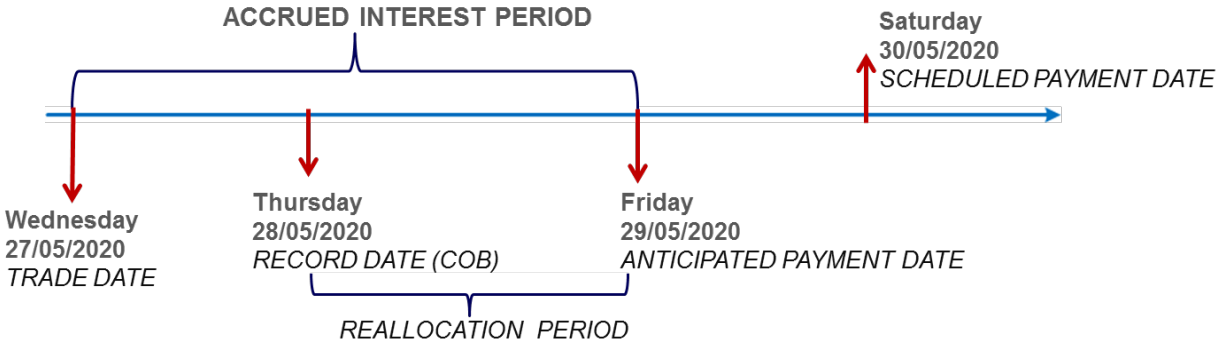 ACCRUED INTEREST PERIOD
Saturday
30/05/2020
SCHEDULED PAYMENT DATE
Wednesday
27/05/2020
TRADE DATE
Thursday
28/05/2020
RECORD DATE (COB)
Friday
29/05/2020
ANTICIPATED PAYMENT DATE
REALLOCATION PERIOD